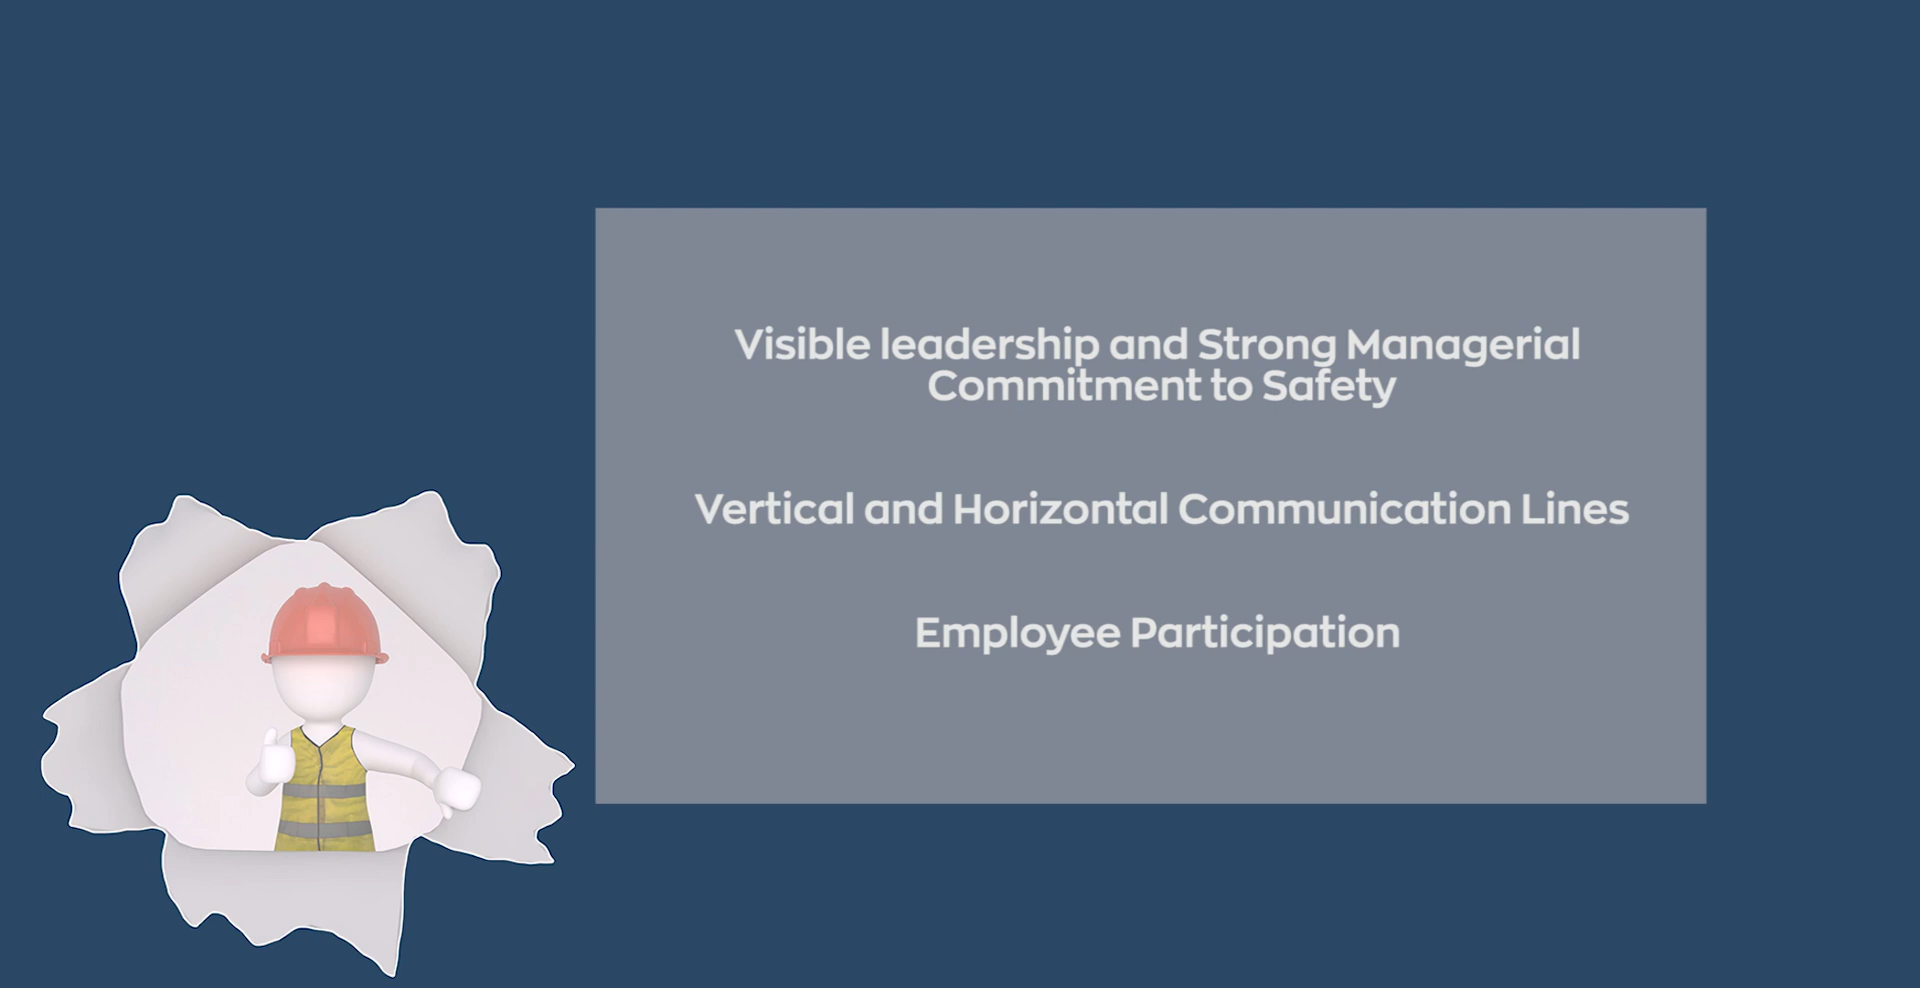 Visible leadership and Strong Managerial
Commitment to Safety
Vertical and Horizontal Communication Lines
Employee Participation